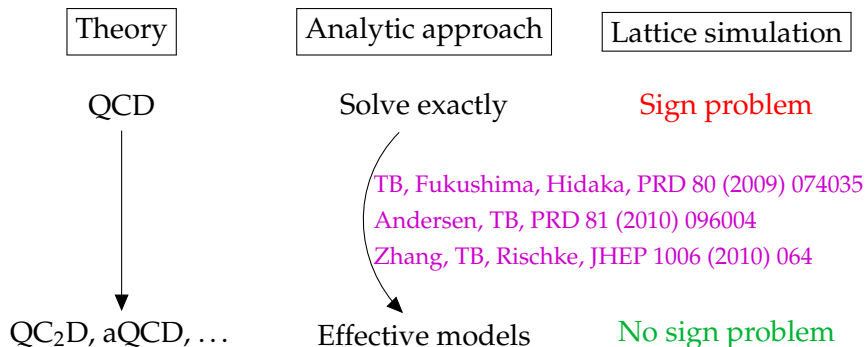 Theory Analytic approach Lattice simulation
QCD Solve exactly Sign problem
TB, Fukushima, Hidaka, PRD 80 (2009) 074035
Andersen, TB, PRD 81 (2010) 096004
Zhang, TB, Rischke, JHEP 1006 (2010) 064
QC₂D, aQCD, … Effective models No sign problem